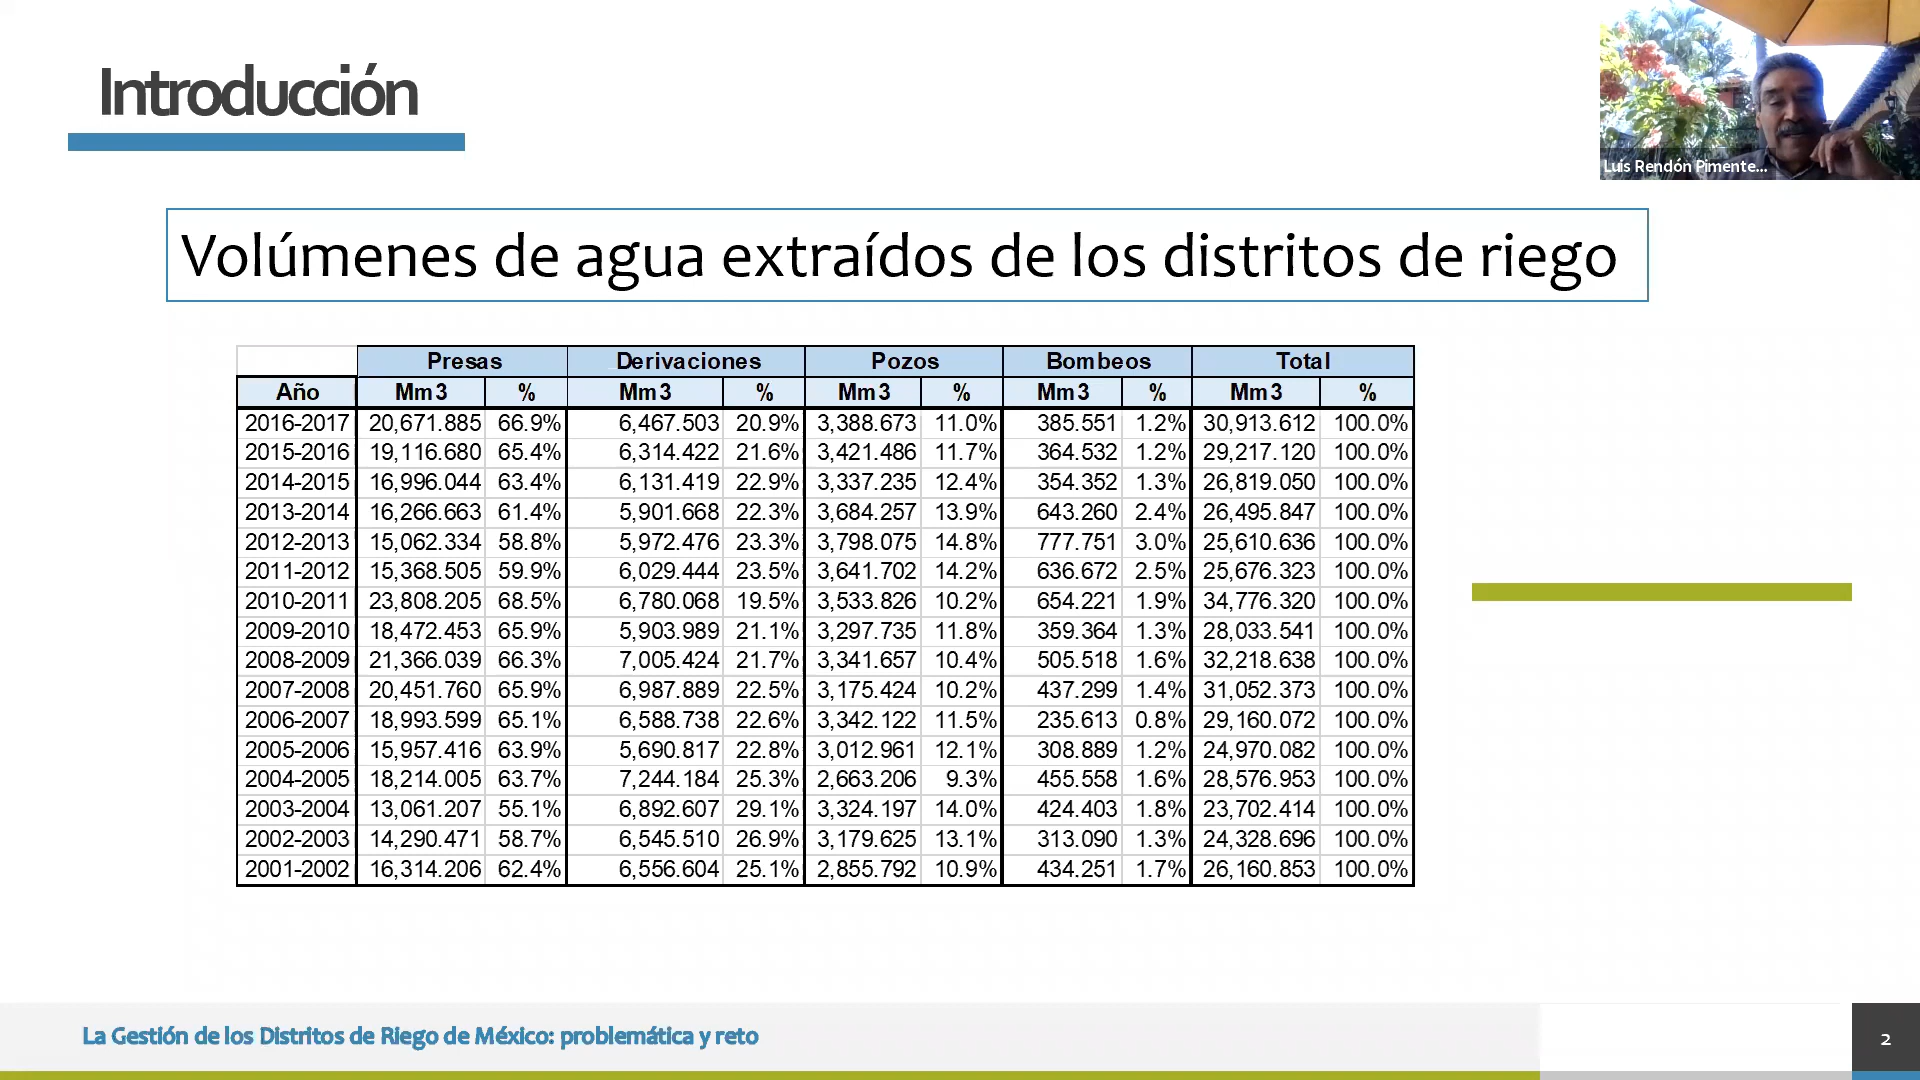 Introducción
Luis Rendón Pimente...
Volúmenes de agua extraídos de los distritos de riego
Presas Derivaciones Pozos Bombeos Total
Año Mm3 % Mm3 % Mm3 % Mm3 % Mm3 %
2016-2017 20,671.885 66.9% 6,467.503 20.9% 3,388.673 11.0% 385.551 1.2% 30,913.612 100.0%
2015-2016 19,116.680 65.4% 6,314.422 21.6% 3,421.486 11.7% 364.532 1.2% 29,217.120 100.0%
2014-2015 16,996.044 63.4% 6,131.419 22.9% 3,337.235 12.4% 354.352 1.3% 26,819.050 100.0%
2013-2014 16,266.663 61.4% 5,901.668 22.3% 3,684.257 13.9% 643.260 2.4% 26,495.847 100.0%
2012-2013 15,062.334 58.8% 5,972.476 23.3% 3,798.075 14.8% 777.751 3.0% 25,610.636 100.0%
2011-2012 15,368.505 59.9% 6,029.444 23.5% 3,641.702 14.2% 636.672 2.5% 25,676.323 100.0%
2010-2011 23,808.205 68.5% 6,780.068 19.5% 3,533.826 10.2% 654.221 1.9% 34,776.320 100.0%
2009-2010 18,472.453 65.9% 5,903.989 21.1% 3,297.735 11.8% 359.364 1.3% 28,033.541 100.0%
2008-2009 21,366.039 66.3% 7,005.424 21.7% 3,341.657 10.4% 505.518 1.6% 32,218.638 100.0%
2007-2008 20,451.760 65.9% 6,987.889 22.5% 3,175.424 10.2% 437.299 1.4% 31,052.373 100.0%
2006-2007 18,993.599 65.1% 6,588.738 22.6% 3,342.122 11.5% 235.613 0.8% 29,160.072 100.0%
2005-2006 15,957.416 63.9% 5,690.817 22.8% 3,012.961 12.1% 308.889 1.2% 24,970.082 100.0%
2004-2005 18,214.005 63.7% 7,244.184 25.3% 2,663.206 9.3% 455.558 1.6% 28,576.953 100.0%
2003-2004 13,061.207 55.1% 6,892.607 29.1% 3,324.197 14.0% 424.403 1.8% 23,702.414 100.0%
2002-2003 14,290.471 58.7% 6,545.510 26.9% 3,179.625 13.1% 313.090 1.3% 24,328.696 100.0%
2001-2002 16,314.206 62.4% 6,556.604 25.1% 2,855.792 10.9% 434.251 1.7% 26,160.853 100.0%
La Gestión de los Distritos de Riego de México: problemática y reto
2